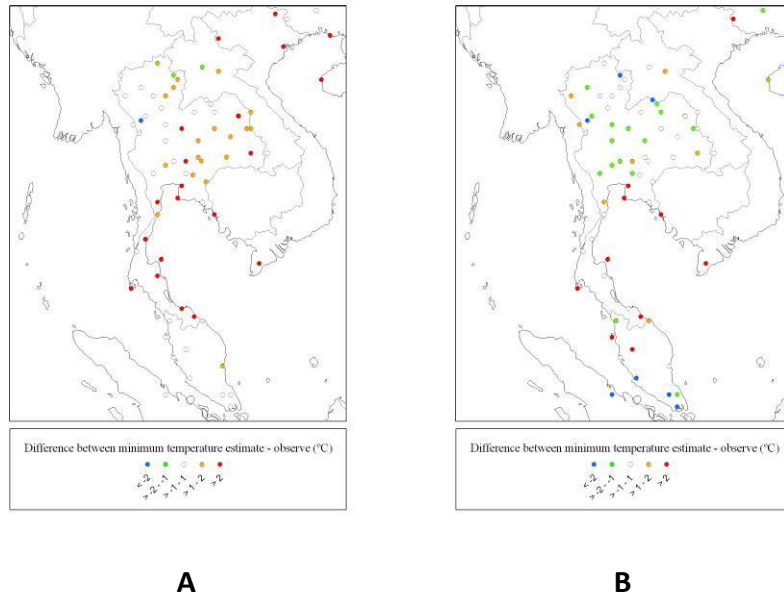 Difference between minimum temperature estimate - observe (°C)
<-2
>-2--1
>-1-1
>1-2
>2
Difference between minimum temperature estimate - observe (°C)
<-2
>-2--1
>-1-1
>1-2
>2
A
B